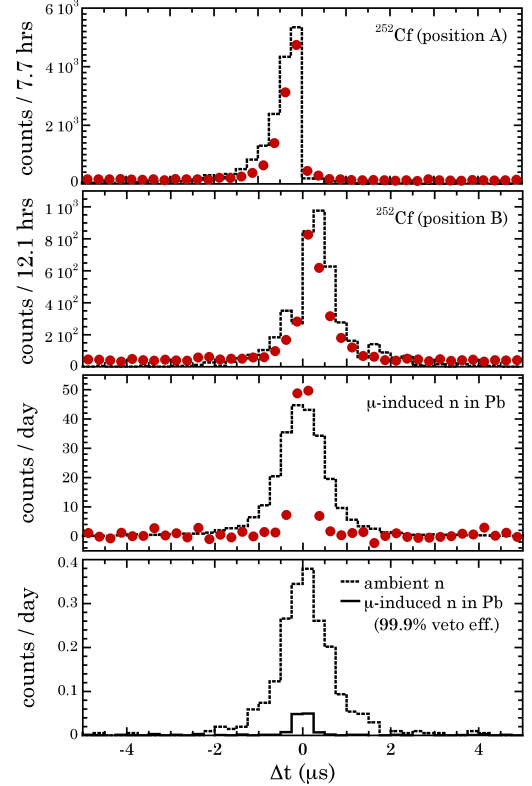 6 10³
4 10³
2 10³
0
counts / 7.7 hrs
²⁵²Cf (position A)
1 10³
8 10²
6 10²
4 10²
2 10²
0
counts / 12.1 hrs
²⁵²Cf (position B)
50
40
30
20
10
0
counts / day
μ-induced n in Pb
0.4
0.3
0.2
0.1
0
counts / day
ambient n
μ-induced n in Pb
(99.9% veto eff.)
-4 -2 0 2 4
Δt (μs)